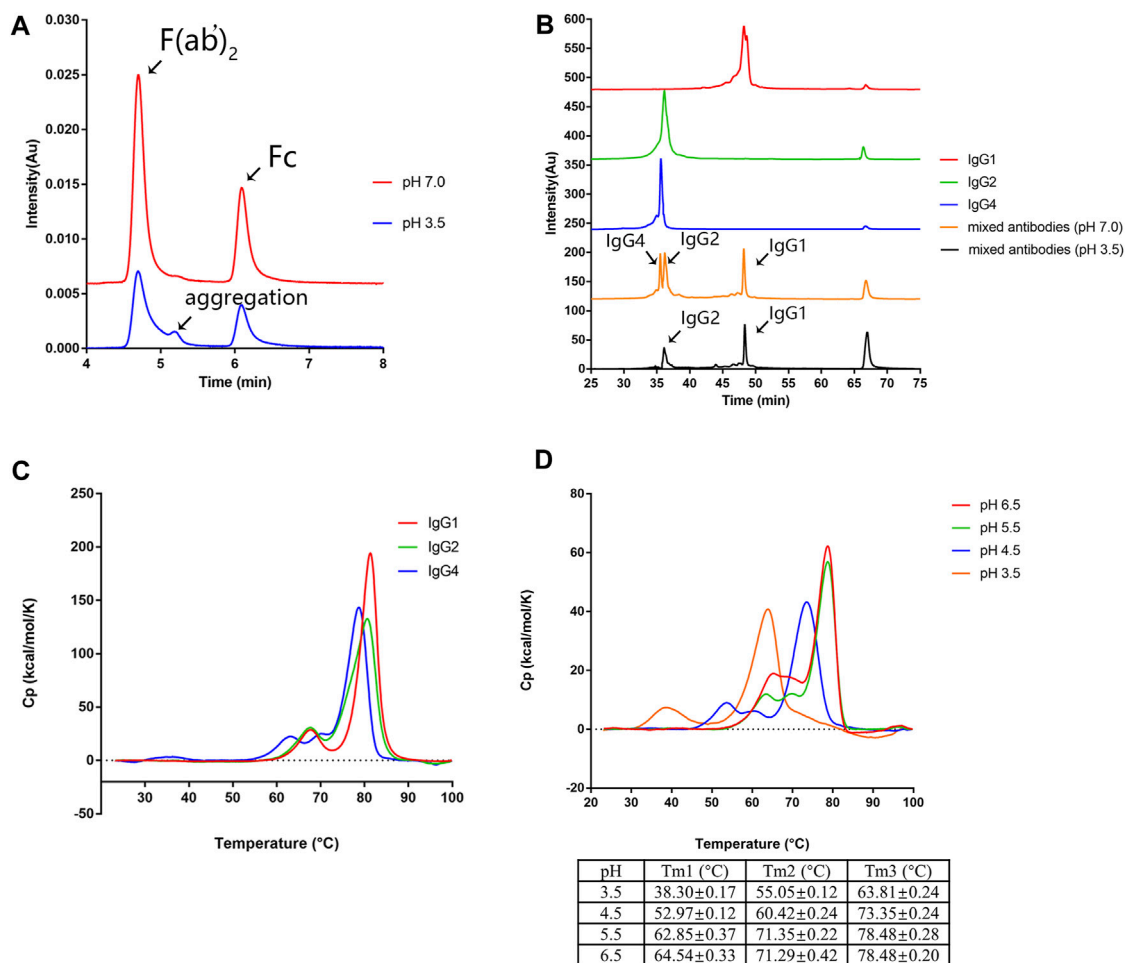 A
F(ab')2
Fc
aggregation
Intensity(Au)
0.030
0.025
0.020
0.015
0.010
0.005
0.000
4 5 6 7 8
Time (min)
pH 7.0
pH 3.5
B
Intensity(Au)
600
550
500
450
400
350
300
250
200
150
100
50
0
IgG4
IgG2
IgG1
IgG2
IgG1
25 30 35 40 45 50 55 60 65 70 75
Time (min)
IgG1
IgG2
IgG4
mixed antibodies (pH 7.0)
mixed antibodies (pH 3.5)
C
Cp (kcal/mol/K)
250
200
150
100
50
0
-50
30 40 50 60 70 80 90 100
Temperature (°C)
IgG1
IgG2
IgG4
D
Cp (kcal/mol/K)
80
60
40
20
0
-20
20 30 40 50 60 70 80 90 100
Temperature (°C)
pH 6.5
pH 5.5
pH 4.5
pH 3.5
pH Tm1 (°C) Tm2 (°C) Tm3 (°C)
3.5 38.30±0.17 55.05±0.12 63.81±0.24
4.5 52.97±0.12 60.42±0.24 73.35±0.24
5.5 62.85±0.37 71.35±0.22 78.48±0.28
6.5 64.54±0.33 71.29±0.42 78.48±0.20